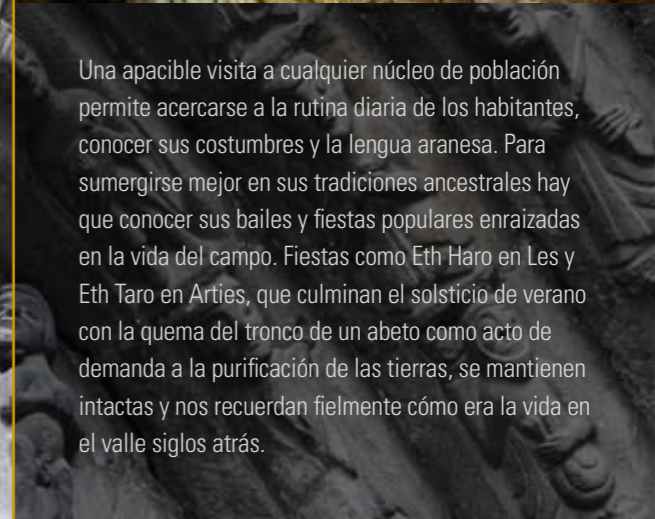 Una apacible visita a cualquier núcleo de población
permite acercarse a la rutina diaria de los habitantes,
conocer sus costumbres y la lengua aranesa. Para
sumergirse mejor en sus tradiciones ancestrales hay
que conocer sus bailes y fiestas populares enraizadas
en la vida del campo. Fiestas como Eth Haro en Les y
Eth Taro en Arties, que culminan el solsticio de verano
con la quema del tronco de un abeto como acto de
demanda a la purificación de las tierras, se mantienen
intactas y nos recuerdan fielmente cómo era la vida en
el valle siglos atrás.